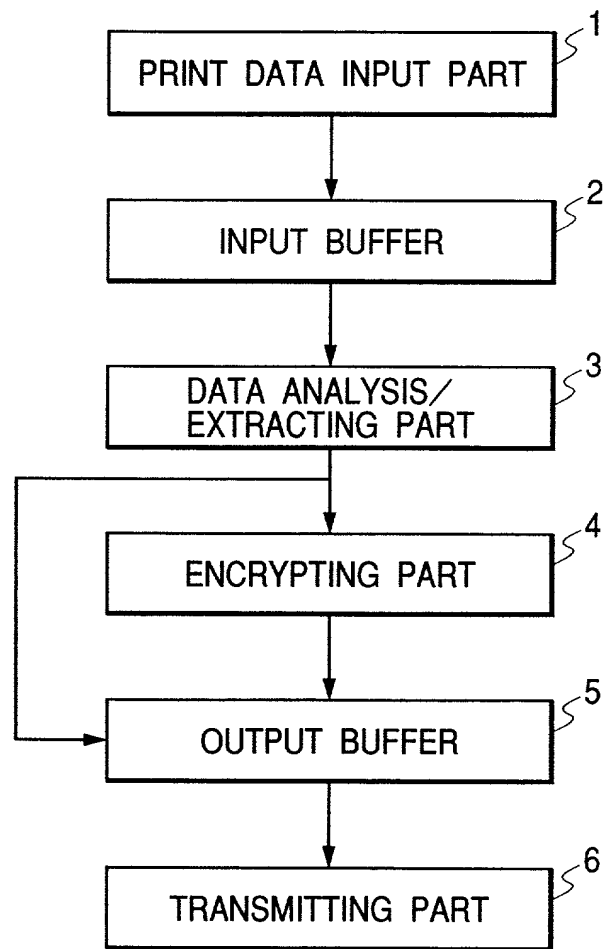 1
PRINT DATA INPUT PART
2
INPUT BUFFER
3
DATA ANALYSIS/
EXTRACTING PART
4
ENCRYPTING PART
5
OUTPUT BUFFER
6
TRANSMITTING PART